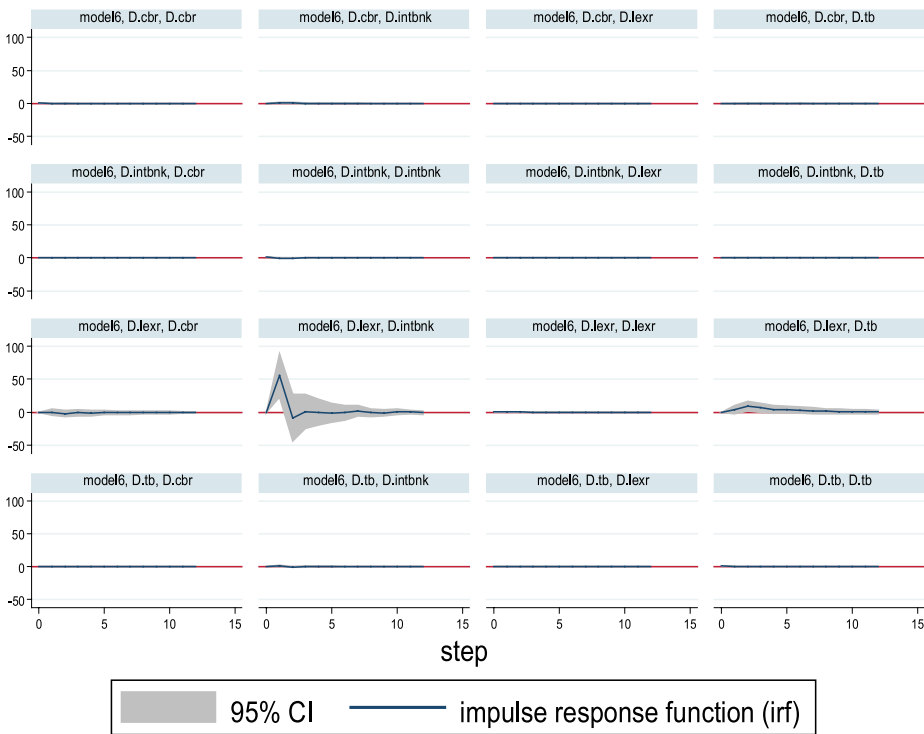 model6, D.cbr, D.cbr
model6, D.cbr, D.intbnk
model6, D.cbr, D.lexr
model6, D.cbr, D.tb
100
50
0
-50
model6, D.intbnk, D.cbr
model6, D.intbnk, D.intbnk
model6, D.intbnk, D.lexr
model6, D.intbnk, D.tb
100
50
0
-50
model6, D.lexr, D.cbr
model6, D.lexr, D.intbnk
model6, D.lexr, D.lexr
model6, D.lexr, D.tb
100
50
0
-50
model6, D.tb, D.cbr
model6, D.tb, D.intbnk
model6, D.tb, D.lexr
model6, D.tb, D.tb
100
50
0
-50
0 5 10 15
0 5 10 15
0 5 10 15
0 5 10 15
step
95% CI
impulse response function (irf)